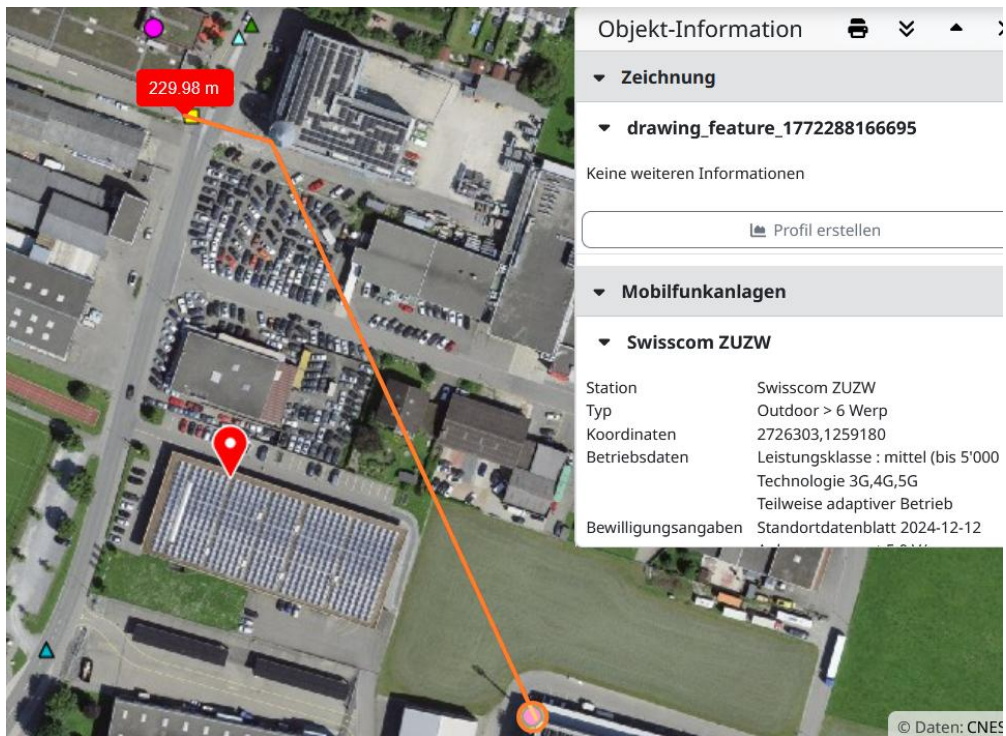 229.98 m
Objekt-Information
Zeichnung
drawing_feature_1772288166695
Keine weiteren Informationen
Profil erstellen
Mobilfunkanlagen
Swisscom ZUZW
Station Swisscom ZUZW
Typ Outdoor > 6 Werp
Koordinaten 2726303,1259180
Betriebsdaten Leistungsklasse : mittel (bis 5'000
Technologie 3G,4G,5G
Teilweise adaptiver Betrieb
Bewilligungsangaben Standortdatenblatt 2024-12-12
© Daten: CNES